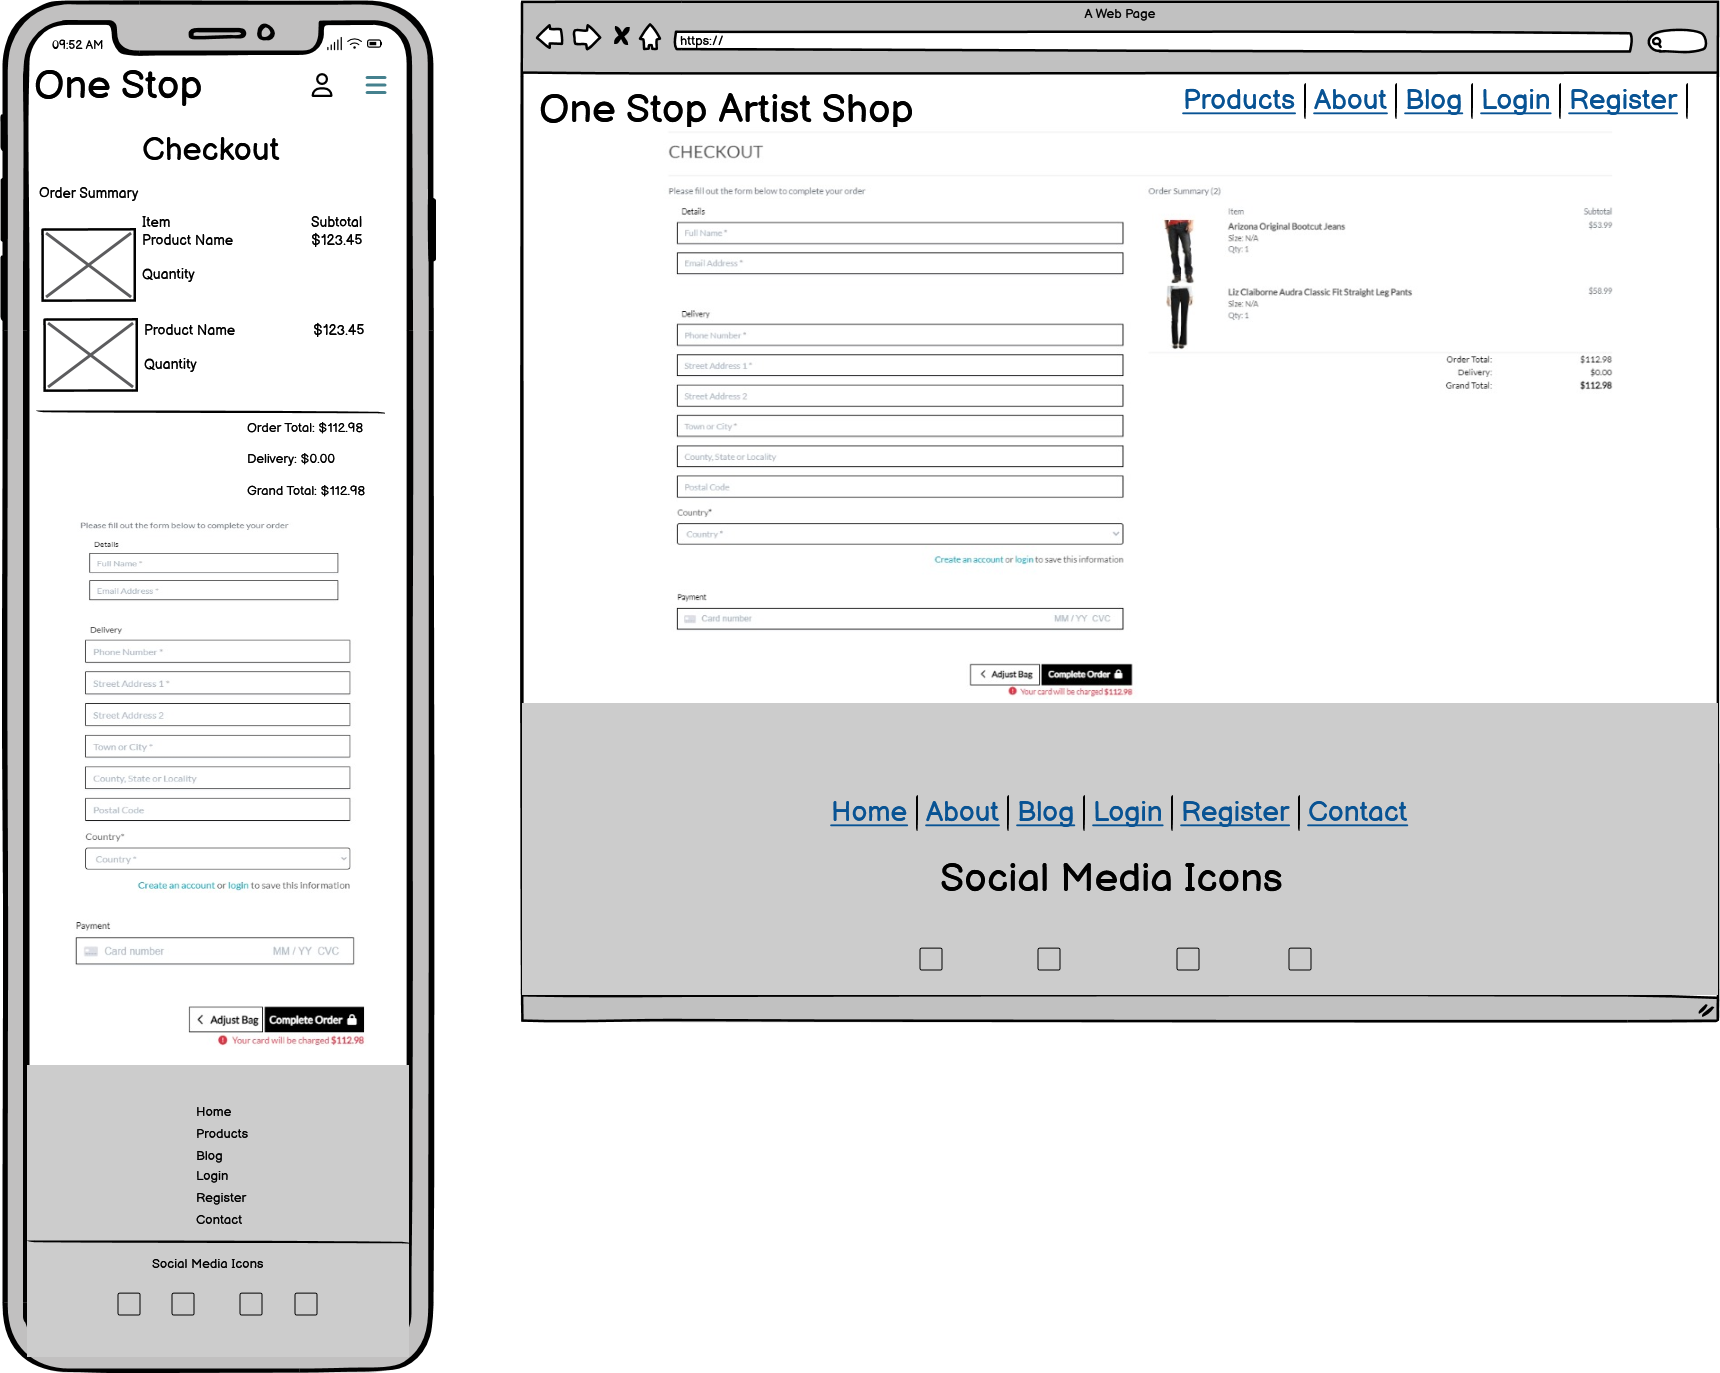 09:52 AM
One Stop
Checkout
Order Summary
Item Subtotal
Product Name $123.45
Quantity
Product Name $123.45
Quantity
Order Total: $112.98
Delivery: $0.00
Grand Total: $112.98
Please fill out the form below to complete your order
Details
Full Name *
Email Address *
Delivery
Phone Number *
Street Address 1 *
Street Address 2
Town or City *
County, State or Locality
Postal Code
Country*
Country *
Create an account or login to save this information
Payment
Card number MM / YY CVC
Adjust Bag Complete Order
Your card will be charged $112.98
Home
Products
Blog
Login
Register
Contact
Social Media Icons
A Web Page
https://
One Stop Artist Shop
Products About Blog Login Register
CHECKOUT
Please fill out the form below to complete your order
Details
Full Name *
Email Address *
Delivery
Phone Number *
Street Address 1 *
Street Address 2
Town or City *
County, State or Locality
Postal Code
Country*
Country *
Create an account or login to save this information
Payment
Card number MM / YY CVC
Adjust Bag Complete Order
Your card will be charged $112.98
Order Summary (2)
Item Subtotal
Arizona Original Bootcut Jeans $53.99
Size: N/A
Qty: 1
Liz Claiborne Audra Classic Fit Straight Leg Pants $58.99
Size: N/A
Qty: 1
Order Total: $112.98
Delivery: $0.00
Grand Total: $112.98
Home About Blog Login Register Contact
Social Media Icons